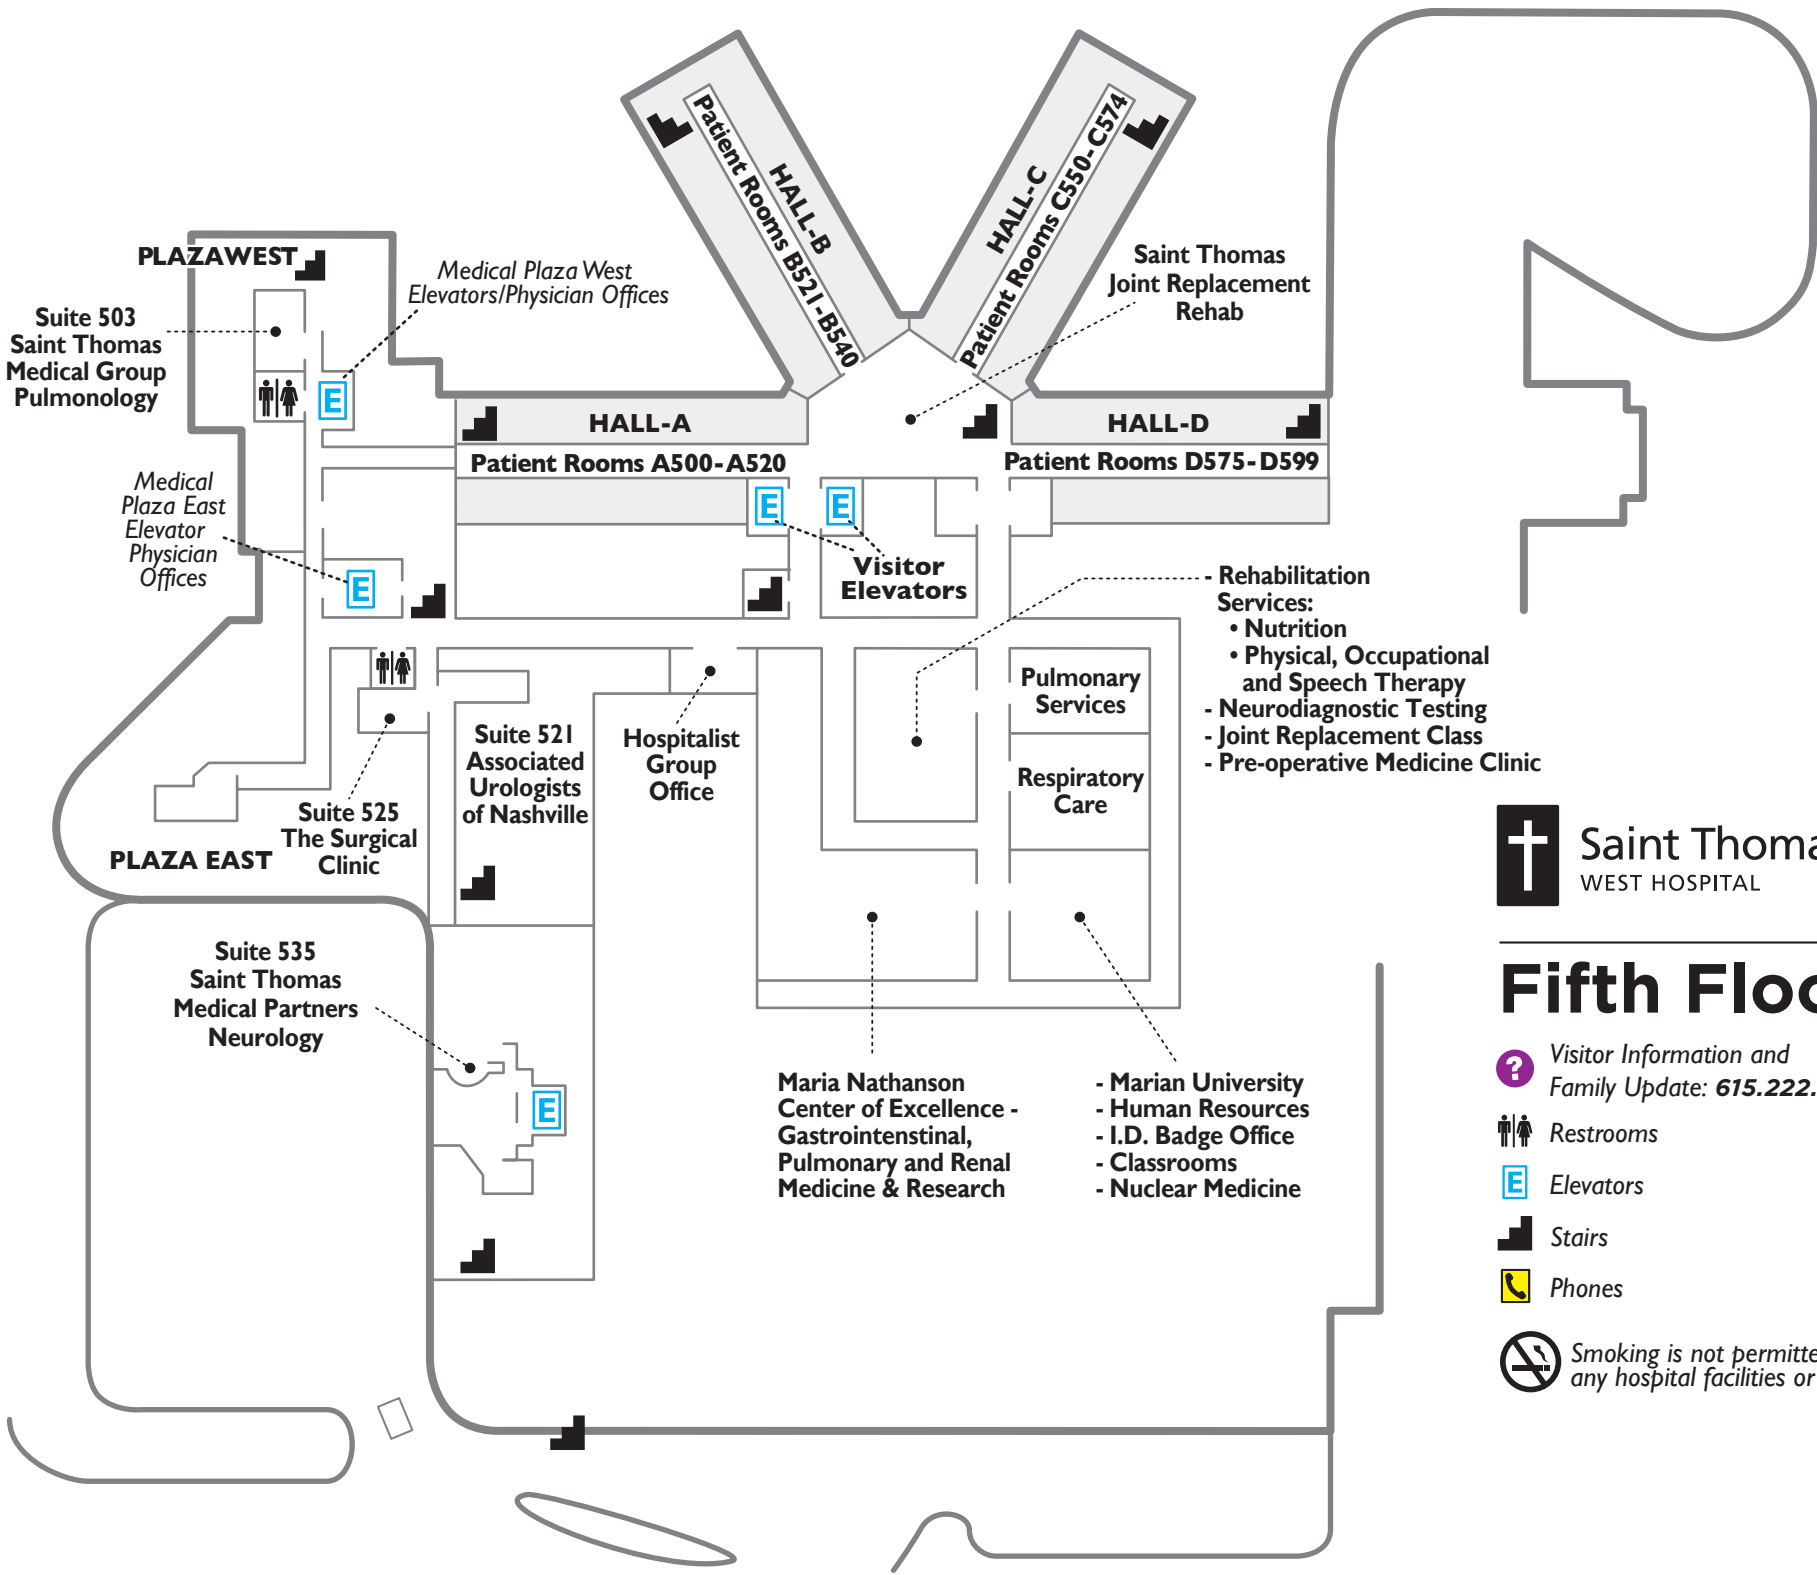 Patient Rooms B521-B540
HALL-B
HALL-C
Patient Rooms C550-C574
PLAZAWEST
Medical Plaza West
Elevators/Physician Offices
Saint Thomas
Joint Replacement
Rehab
Suite 503
Saint Thomas
Medical Group
Pulmonology
E
HALL-A
Patient Rooms A500-A520
HALL-D
Patient Rooms D575-D599
Medical
Plaza East
Elevator
Physician
Offices
E
E
E
Visitor
Elevators
- Rehabilitation
Services:
• Nutrition
• Physical, Occupational
and Speech Therapy
- Neurodiagnostic Testing
- Joint Replacement Class
- Pre-operative Medicine Clinic
Pulmonary
Services
Respiratory
Care
Hospitalist
Group
Office
Suite 521
Associated
Urologists
of Nashville
Suite 525
The Surgical
Clinic
PLAZA EAST
Suite 535
Saint Thomas
Medical Partners
Neurology
E
Maria Nathanson
Center of Excellence -
Gastrointenstinal,
Pulmonary and Renal
Medicine & Research
- Marian University
- Human Resources
- I.D. Badge Office
- Classrooms
- Nuclear Medicine
Saint Thoma
WEST HOSPITAL
Fifth Floo
? Visitor Information and
Family Update: 615.222.
Restrooms
E Elevators
Stairs
Phones
Smoking is not permitte
any hospital facilities or